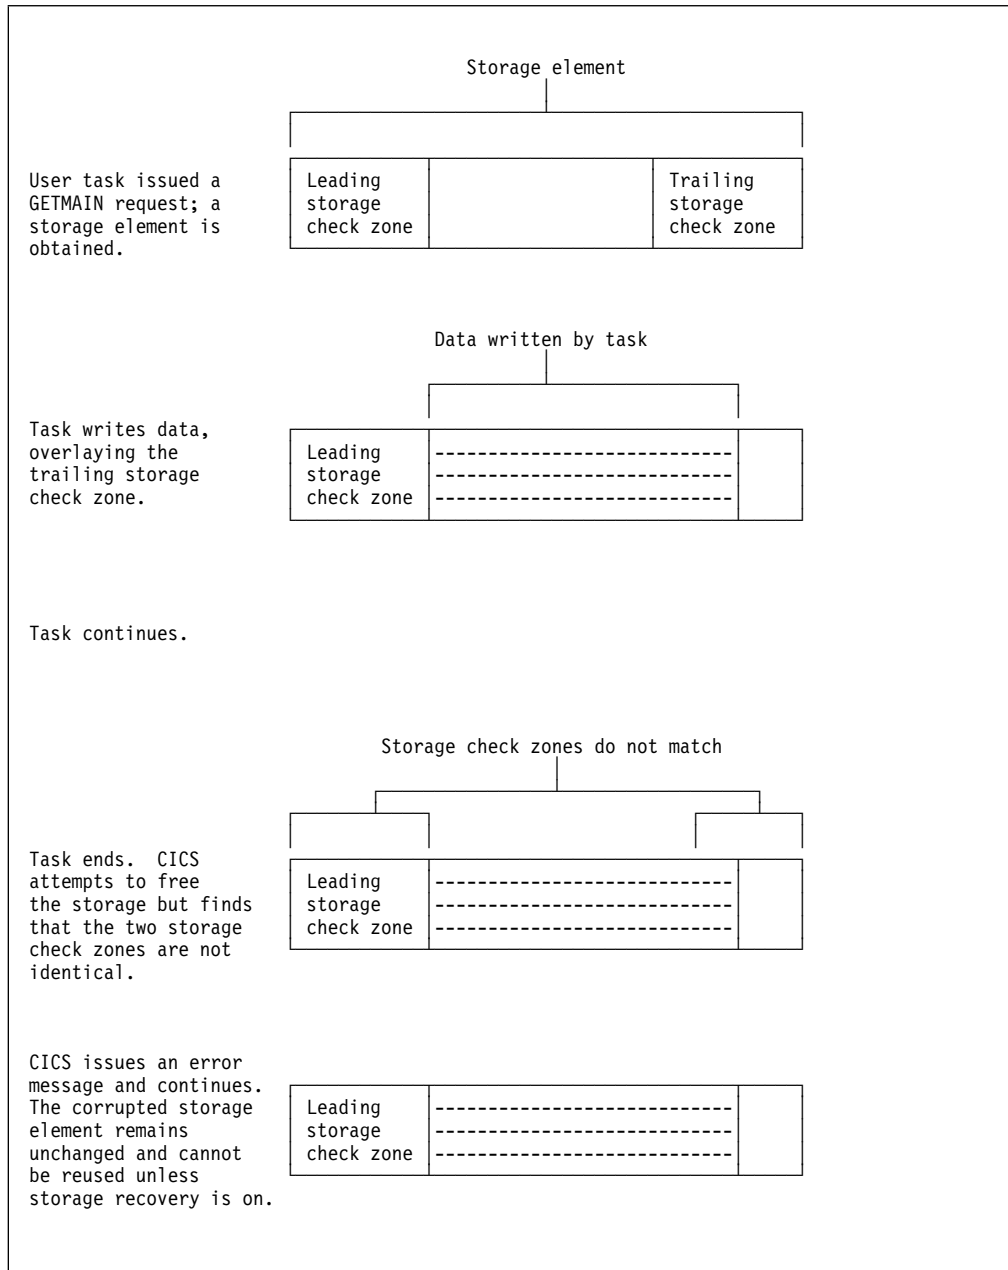 Storage element
User task issued a
GETMAIN request; a
storage element is
obtained.
Leading
storage
check zone
Trailing
storage
check zone
Data written by task
Task writes data,
overlaying the
trailing storage
check zone.
Leading
storage
check zone
Task continues.
Storage check zones do not match
Task ends. CICS
attempts to free
the storage but finds
that the two storage
check zones are not
identical.
Leading
storage
check zone
CICS issues an error
message and continues.
The corrupted storage
element remains
unchanged and cannot
be reused unless
storage recovery is on.
Leading
storage
check zone